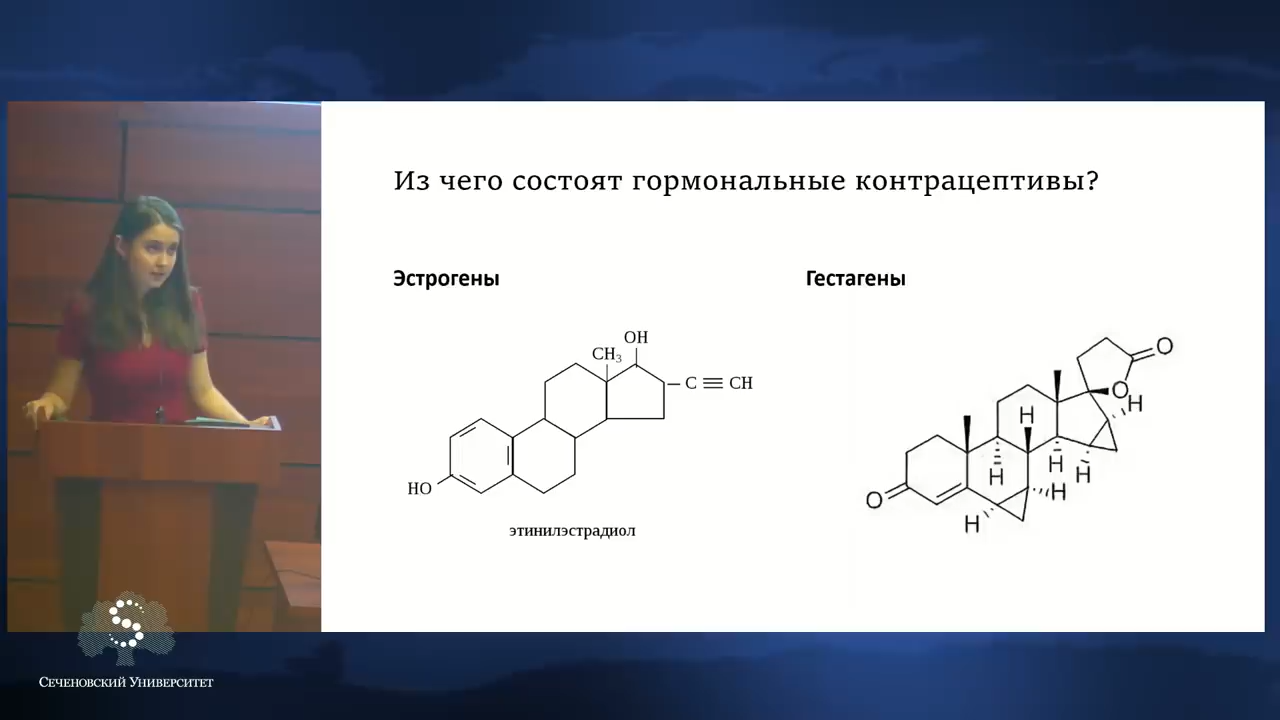 Из чего состоят гормональные контрацептивы?
Эстрогены
Гестагены
OH
CH₃
C ≡ CH
HO
этинилэстрадиол
O
O
H
H
H
H
H
H
O
H
S
Сеченовский Университет